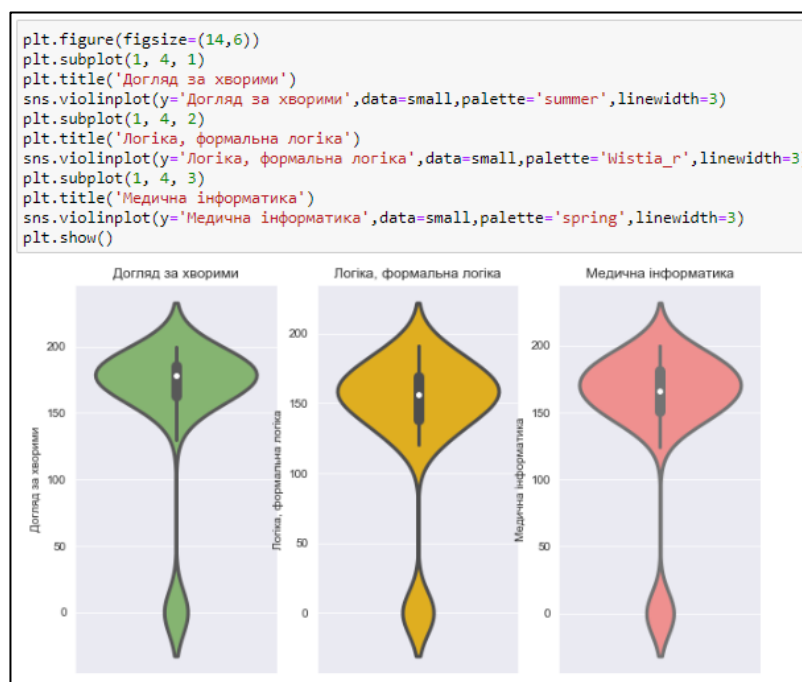 plt.figure(figsize=(14,6))
plt.subplot(1, 4, 1)
plt.title('Догляд за хворими')
sns.violinplot(y='Догляд за хворими',data=small,palette='summer',linewidth=3)
plt.subplot(1, 4, 2)
plt.title('Логіка, формальна логіка')
sns.violinplot(y='Логіка, формальна логіка',data=small,palette='Wistia_r',linewidth=3
plt.subplot(1, 4, 3)
plt.title('Медична інформатика')
sns.violinplot(y='Медична інформатика',data=small,palette='spring',linewidth=3)
plt.show()
Догляд за хворими
200
150
100
50
0
Догляд за хворими
Логіка, формальна логіка
200
150
100
50
0
Логіка, формальна логіка
Медична інформатика
200
150
100
50
0
Медична інформатика